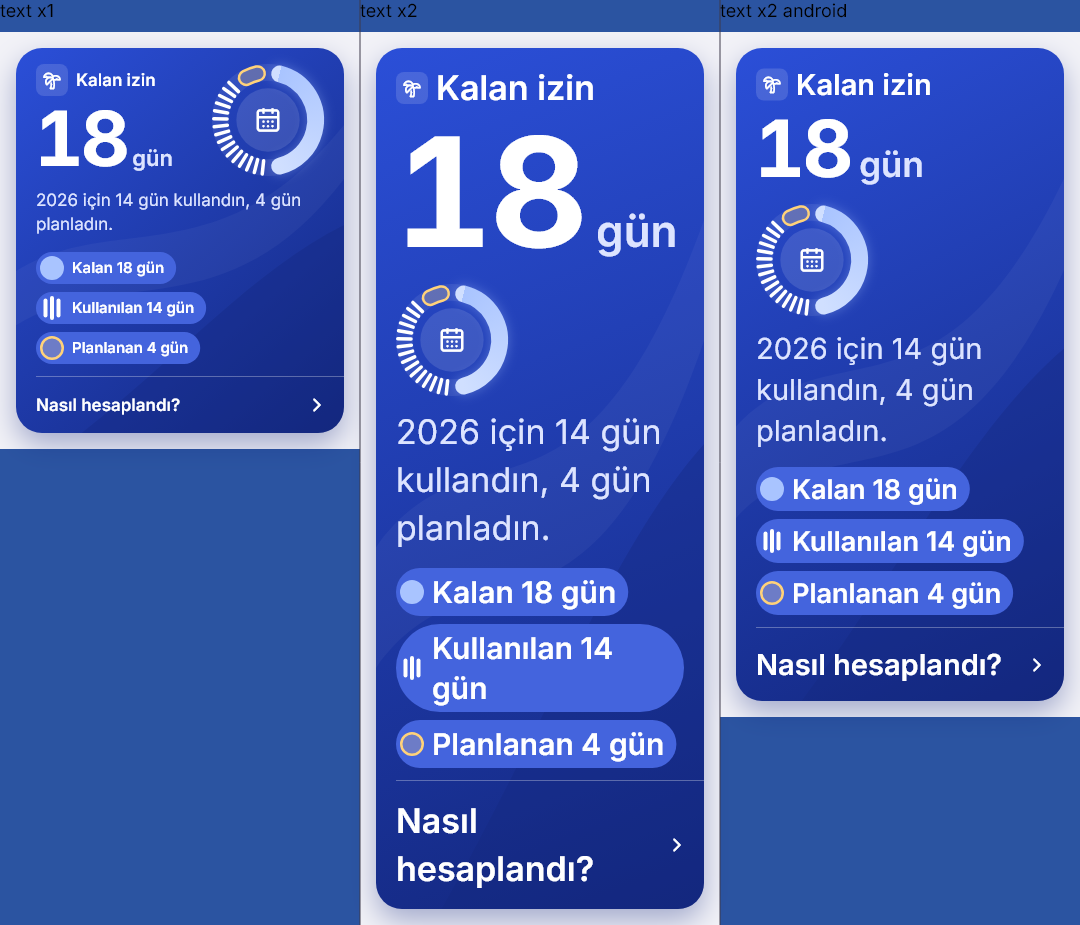 text x1
Kalan izin
18 gün
2026 için 14 gün kullandın, 4 gün
planladın.
Kalan 18 gün
Kullanılan 14 gün
Planlanan 4 gün
Nasıl hesaplandı?
text x2
Kalan izin
18 gün
2026 için 14 gün
kullandın, 4 gün
planladın.
Kalan 18 gün
Kullanılan 14
gün
Planlanan 4 gün
Nasıl
hesaplandı?
text x2 android
Kalan izin
18 gün
2026 için 14 gün
kullandın, 4 gün
planladın.
Kalan 18 gün
Kullanılan 14 gün
Planlanan 4 gün
Nasıl hesaplandı?